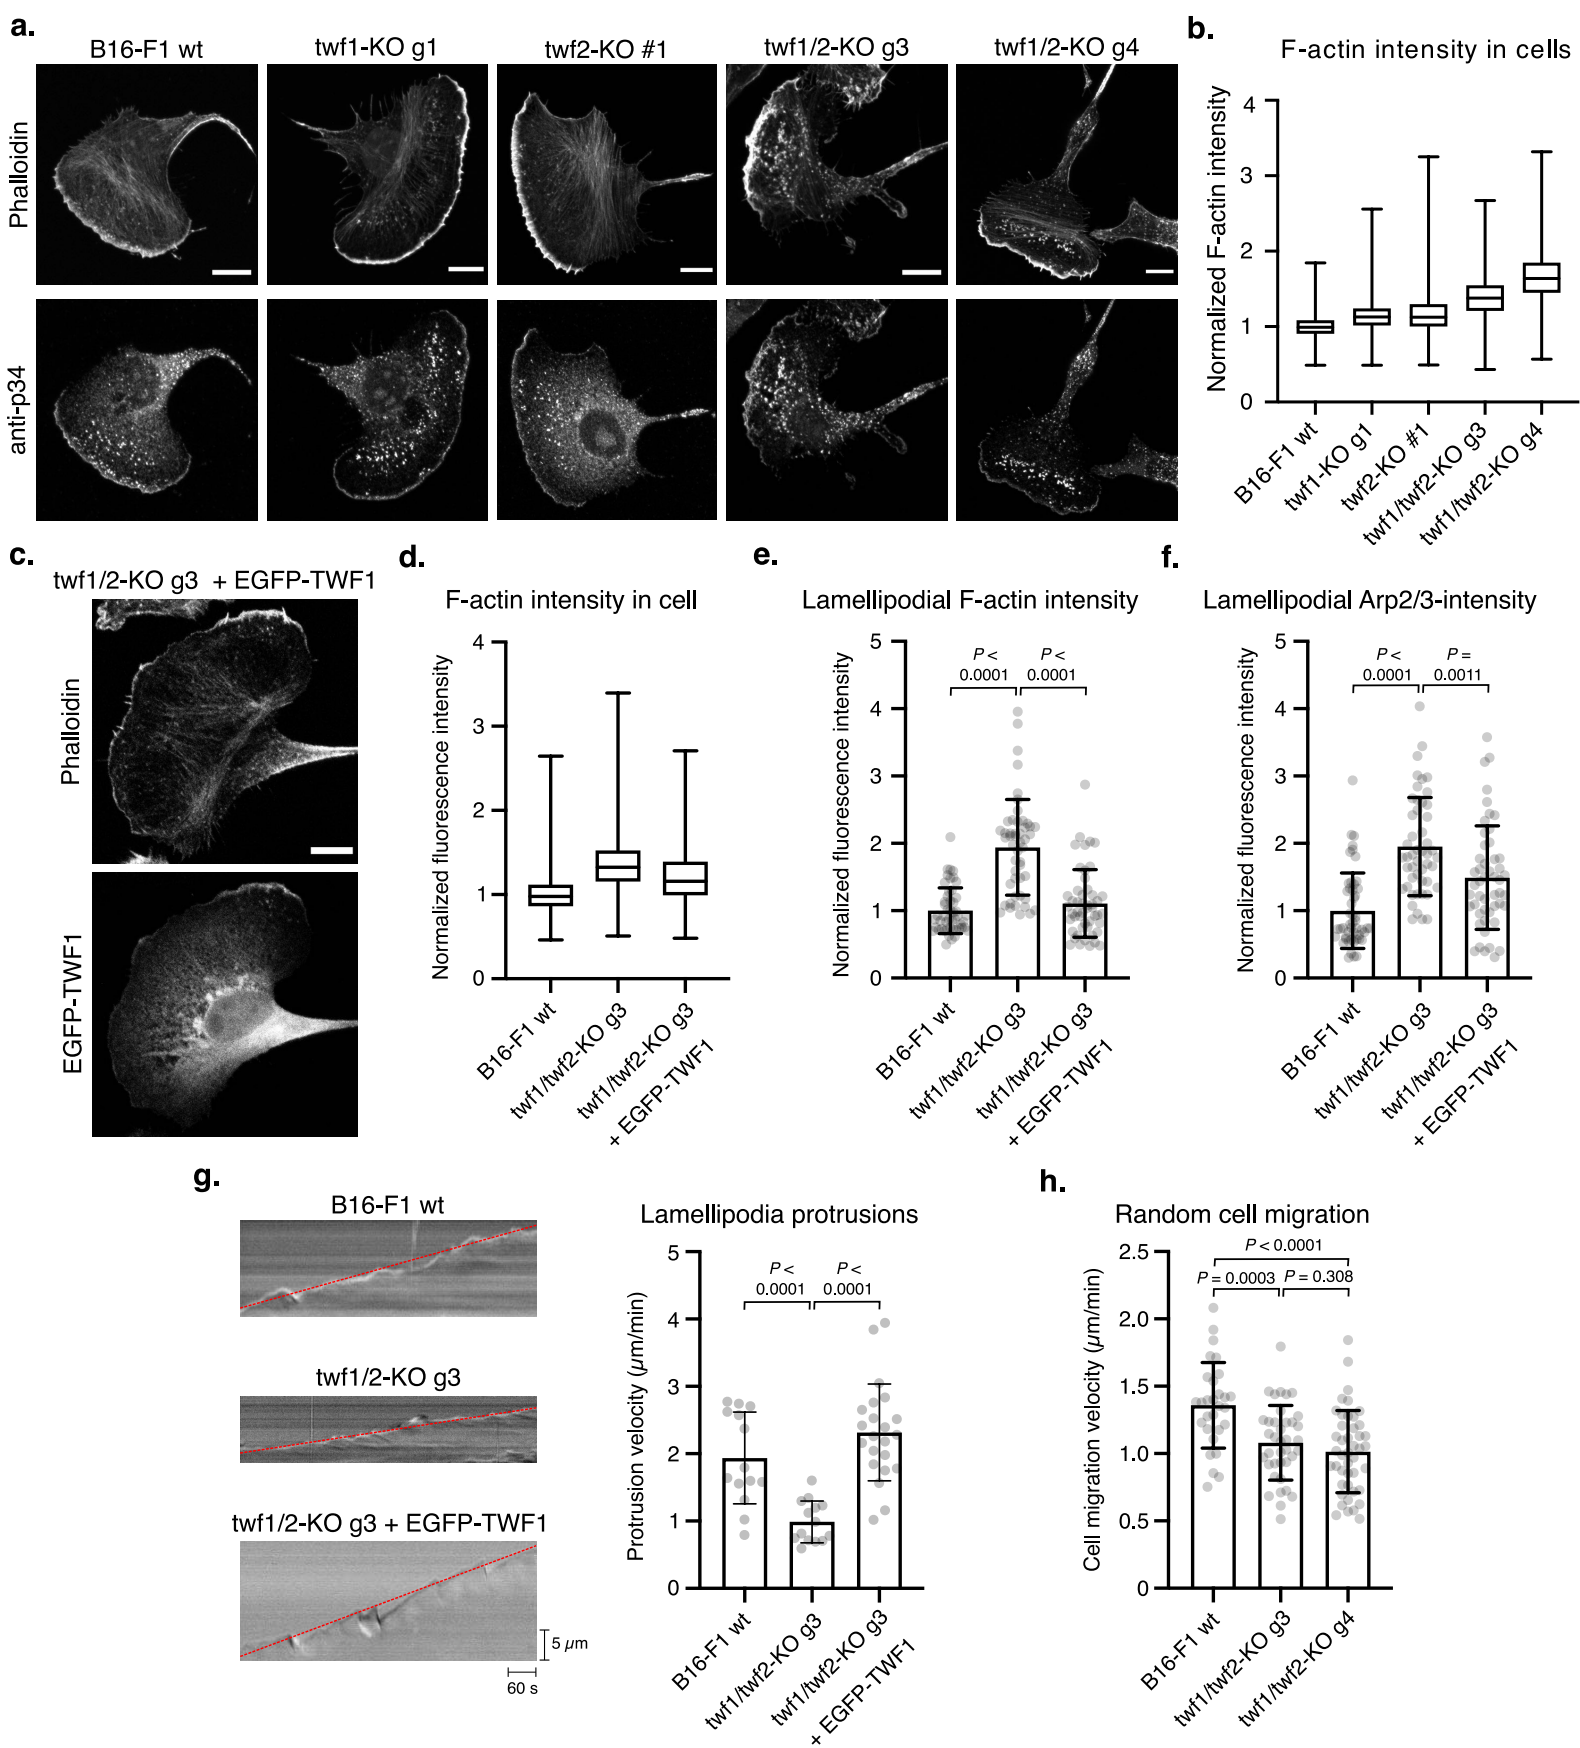 a.
B16-F1 wt
twf1-KO g1
twf2-KO #1
twf1/2-KO g3
twf1/2-KO g4
Phalloidin
anti-p34
b.
F-actin intensity in cells
Normalized F-actin intensity
4
3
2
1
0
B16-F1 wt
twf1-KO g1
twf2-KO #1
twf1/twf2-KO g3
twf1/twf2-KO g4
c.
twf1/2-KO g3 + EGFP-TWF1
Phalloidin
EGFP-TWF1
d.
F-actin intensity in cell
Normalized fluorescence intensity
4
3
2
1
0
B16-F1 wt
twf1/twf2-KO g3
twf1/twf2-KO g3
+ EGFP-TWF1
e.
Lamellipodial F-actin intensity
Normalized fluorescence intensity
5
4
3
2
1
0
P <
0.0001
P <
0.0001
B16-F1 wt
twf1/twf2-KO g3
twf1/twf2-KO g3
+ EGFP-TWF1
f.
Lamellipodial Arp2/3-intensity
Normalized fluorescence intensity
5
4
3
2
1
0
P <
0.0001
P =
0.0011
B16-F1 wt
twf1/twf2-KO g3
twf1/twf2-KO g3
+ EGFP-TWF1
g.
B16-F1 wt
twf1/2-KO g3
twf1/2-KO g3 + EGFP-TWF1
5 µm
60 s
Lamellipodia protrusions
Protrusion velocity (µm/min)
5
4
3
2
1
0
P <
0.0001
P <
0.0001
B16-F1 wt
twf1/twf2-KO g3
twf1/twf2-KO g3
+ EGFP-TWF1
h.
Random cell migration
Cell migration velocity (µm/min)
2.5
2.0
1.5
1.0
0.5
0
P < 0.0001
P = 0.0003
P = 0.308
B16-F1 wt
twf1/twf2-KO g3
twf1/twf2-KO g4